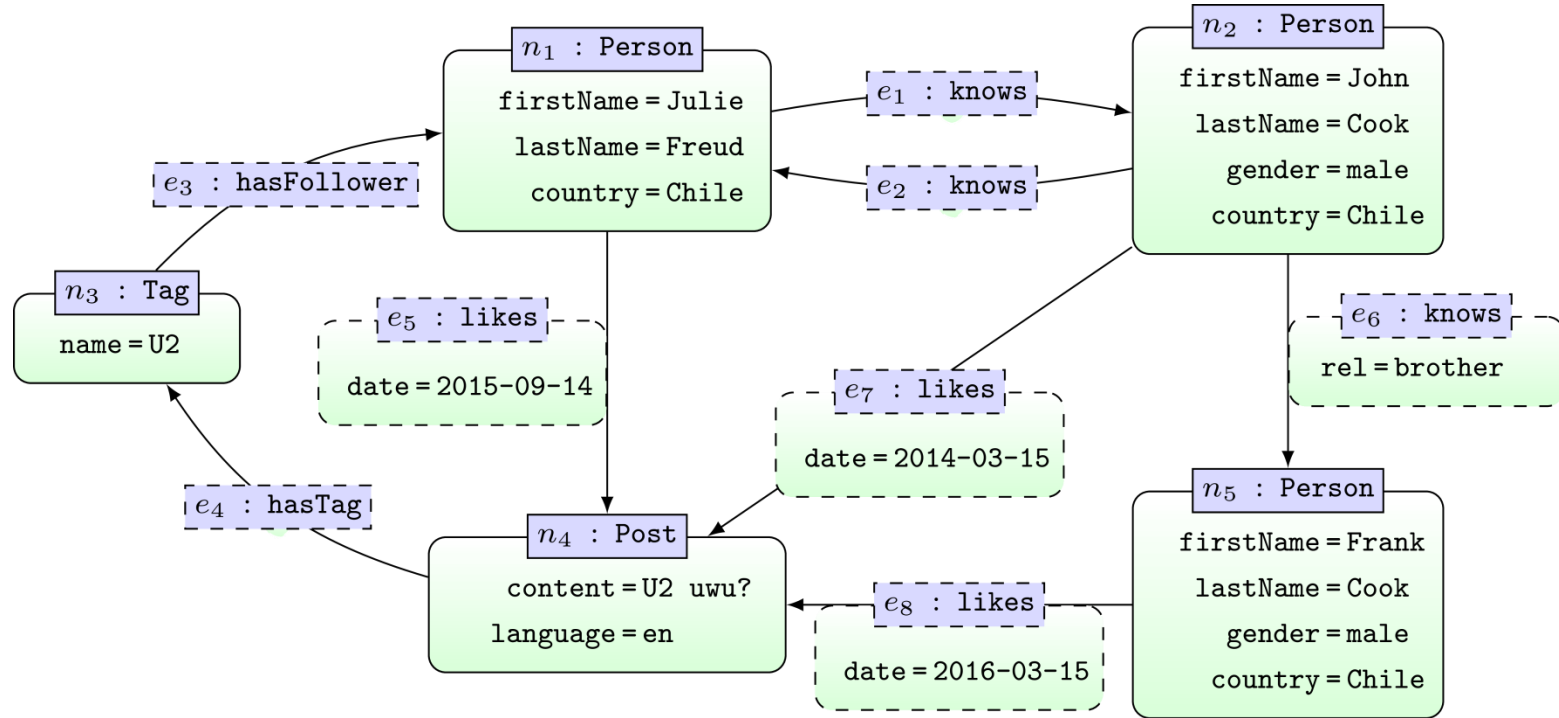 n₁ : Person
firstName = Julie
lastName = Freud
country = Chile
e₁ : knows
e₂ : knows
n₂ : Person
firstName = John
lastName = Cook
gender = male
country = Chile
e₃ : hasFollower
n₃ : Tag
name = U2
e₅ : likes
date = 2015-09-14
e₇ : likes
date = 2014-03-15
e₆ : knows
rel = brother
e₄ : hasTag
n₄ : Post
content = U2 uwu?
language = en
e₈ : likes
date = 2016-03-15
n₅ : Person
firstName = Frank
lastName = Cook
gender = male
country = Chile